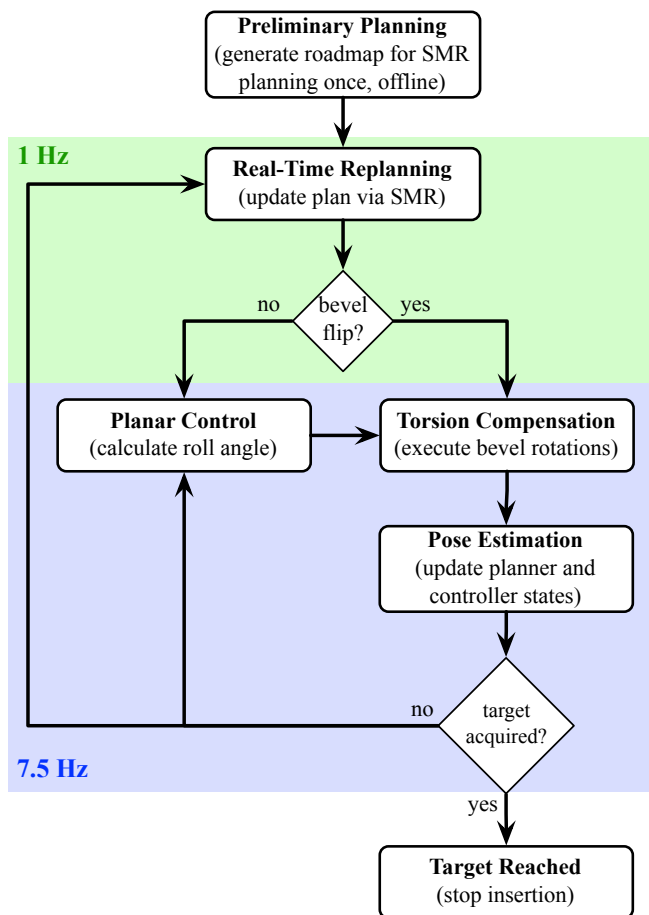 Preliminary Planning
(generate roadmap for SMR
planning once, offline)
1 Hz
Real-Time Replanning
(update plan via SMR)
no
bevel
flip?
yes
Planar Control
(calculate roll angle)
Torsion Compensation
(execute bevel rotations)
Pose Estimation
(update planner and
controller states)
no
target
acquired?
7.5 Hz
yes
Target Reached
(stop insertion)